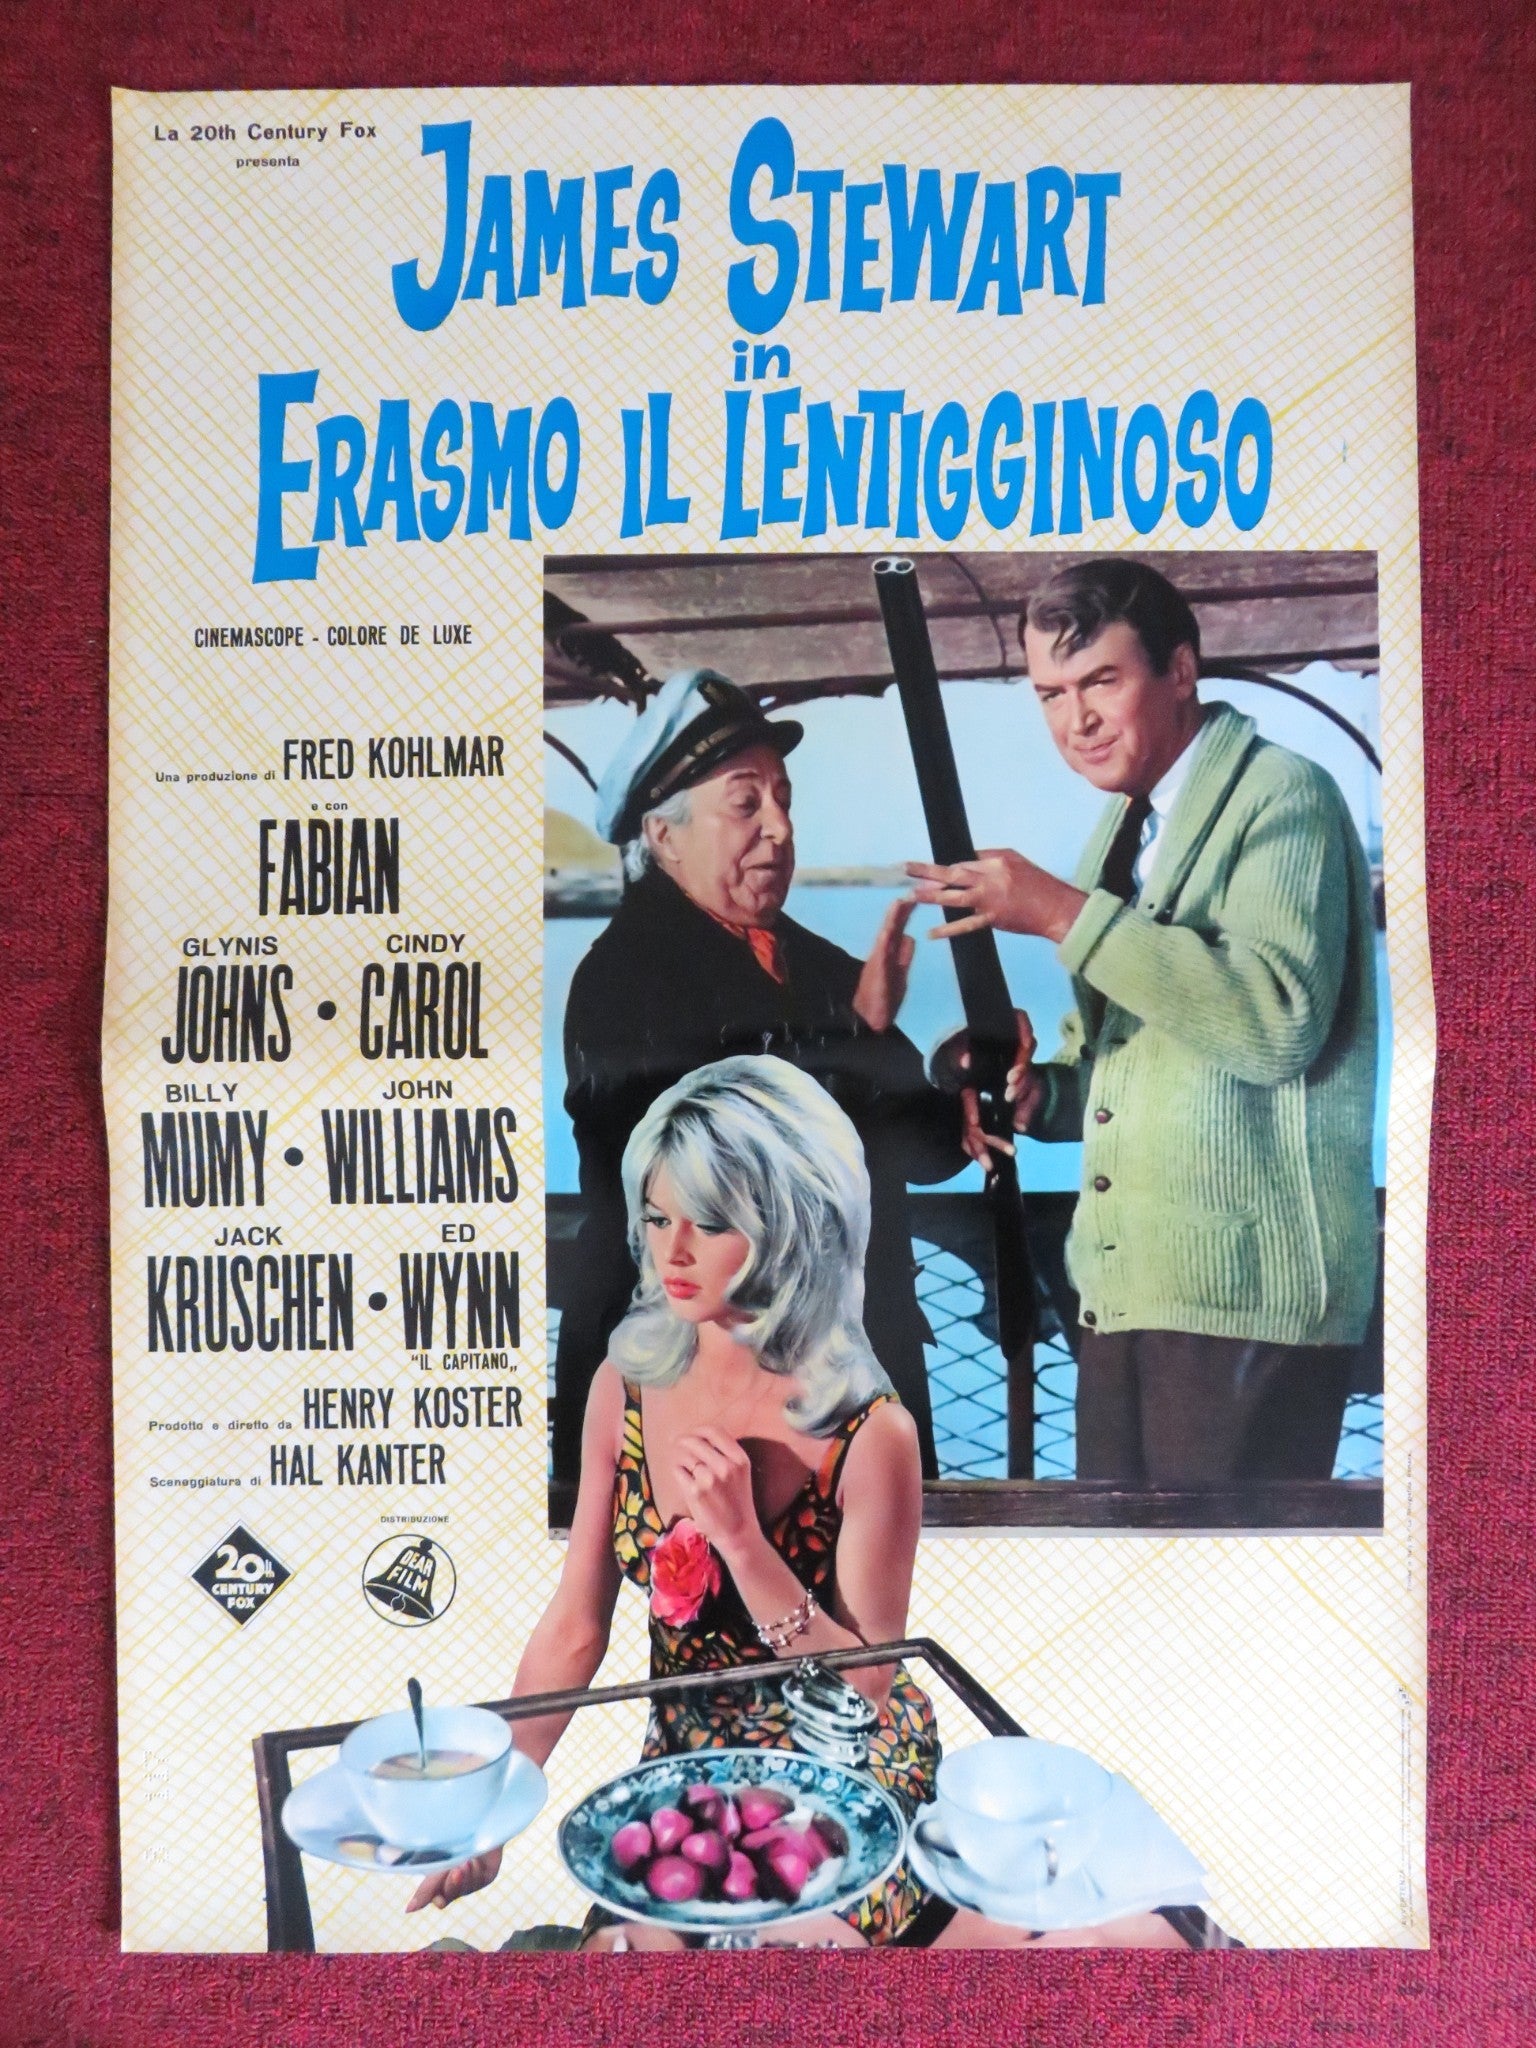 La 20th Century Fox
presenta
JAMES STEWART
in
ERASMO IL LENTIGGINOSO
CINEMASCOPE - COLORE DE LUXE
Una produzione di FRED KOHLMAR
e con
FABIAN
GLYNIS JOHNS • CINDY CAROL
BILLY MUMY • JOHN WILLIAMS
JACK KRUSCHEN • ED WYNN
"IL CAPITANO„
Prodotto e diretto da HENRY KOSTER
Sceneggiatura di HAL KANTER
20th
CENTURY
FOX
DISTRIBUZIONE
DEAR
FILM
AVVERTENZA